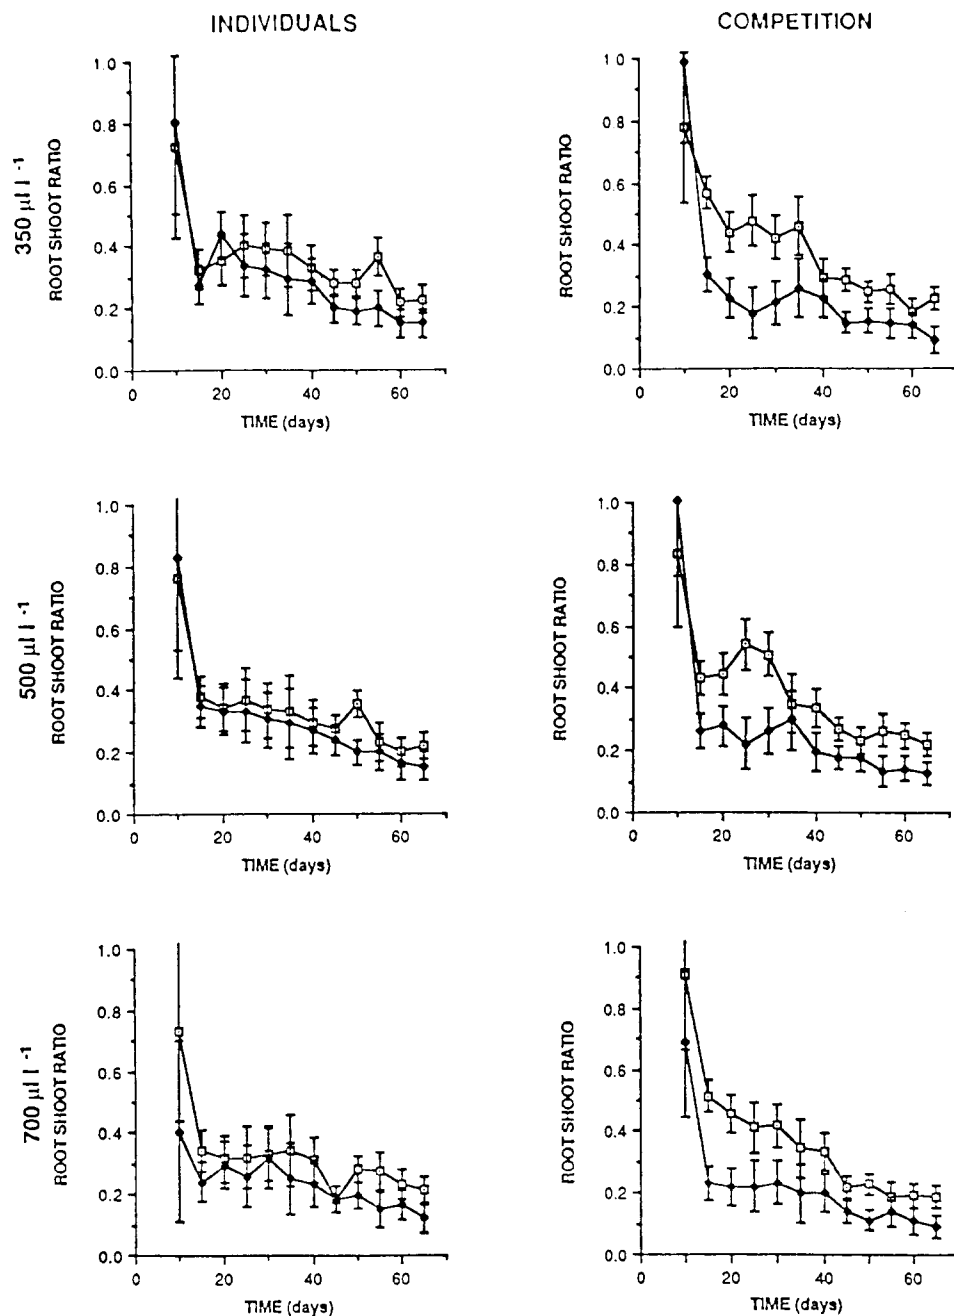 INDIVIDUALS
COMPETITION
350 µl l⁻¹
ROOT SHOOT RATIO
1.0
0.8
0.6
0.4
0.2
0.0
0 20 40 60
TIME (days)
ROOT SHOOT RATIO
1.0
0.8
0.6
0.4
0.2
0.0
0 20 40 60
TIME (days)
500 µl l⁻¹
ROOT SHOOT RATIO
1.0
0.8
0.6
0.4
0.2
0.0
0 20 40 60
TIME (days)
ROOT SHOOT RATIO
1.0
0.8
0.6
0.4
0.2
0.0
0 20 40 60
TIME (days)
700 µl l⁻¹
ROOT SHOOT RATIO
1.0
0.8
0.6
0.4
0.2
0.0
0 20 40 60
TIME (days)
ROOT SHOOT RATIO
1.0
0.8
0.6
0.4
0.2
0.0
0 20 40 60
TIME (days)